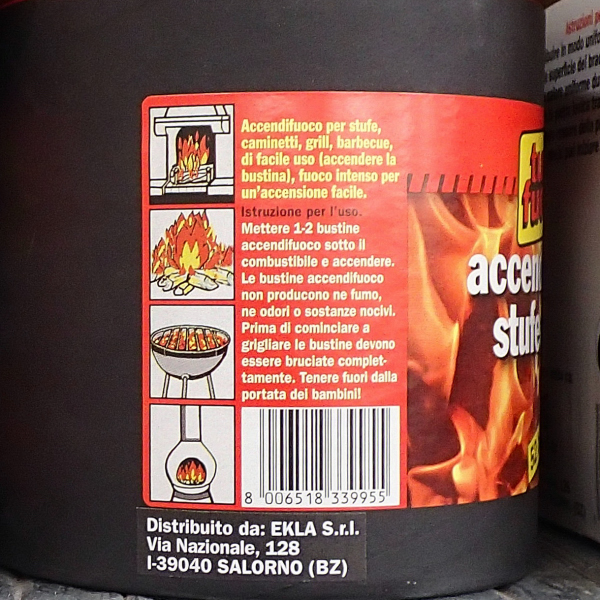 Accendifuoco per stufe,
caminetti, grill, barbecue,
di facile uso (accendere la
bustina), fuoco intenso per
un'accensione facile.
Istruzione per l'uso.
Mettere 1-2 bustine
accendifuoco sotto il
combustibile e accendere.
Le bustine accendifuoco
non producono ne fumo,
ne odori o sostanze nocivi.
Prima di cominciare a
grigliare le bustine devono
essere bruciate complet-
tamente. Tenere fuori dalla
portata dei bambini!
8 006518 339955
Distribuito da: EKLA S.r.l.
Via Nazionale, 128
I-39040 SALORNO (BZ)